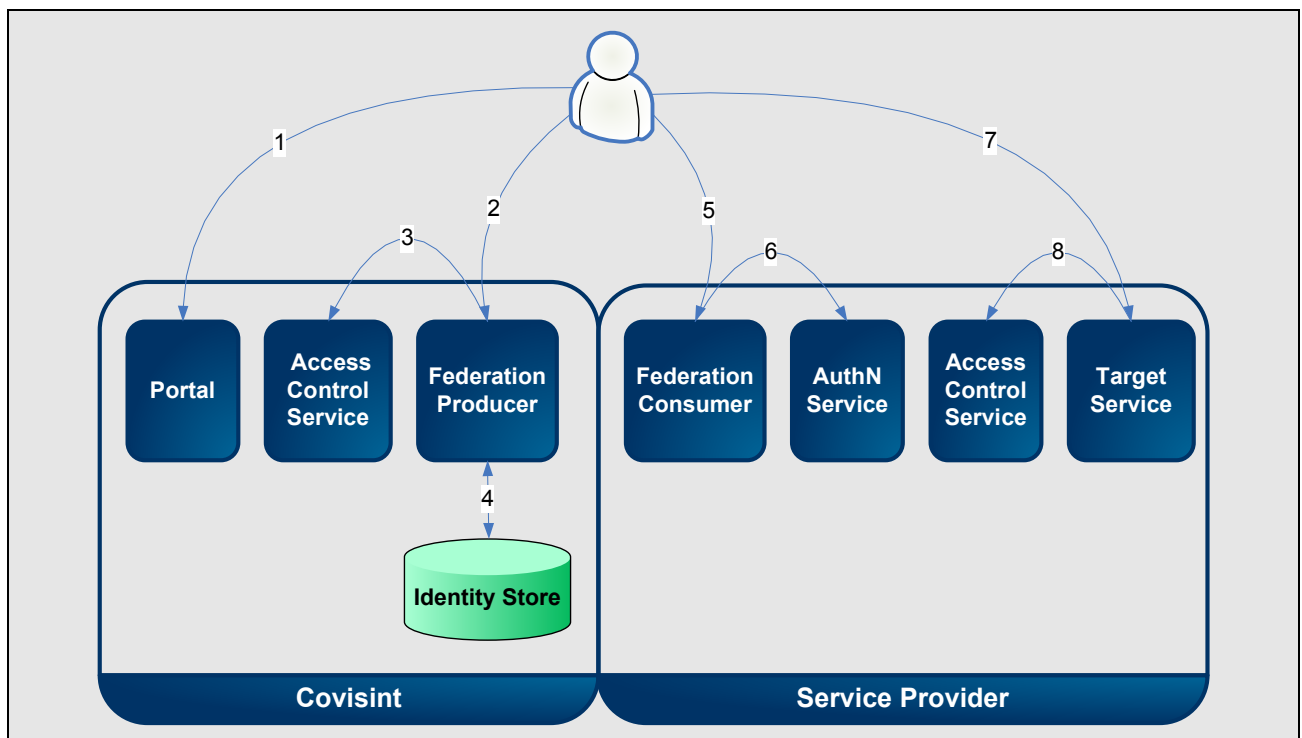 1
7
2
5
3
6
8
Portal
Access
Control
Service
Federation
Producer
Federation
Consumer
AuthN
Service
Access
Control
Service
Target
Service
4
Identity Store
Covisint
Service Provider